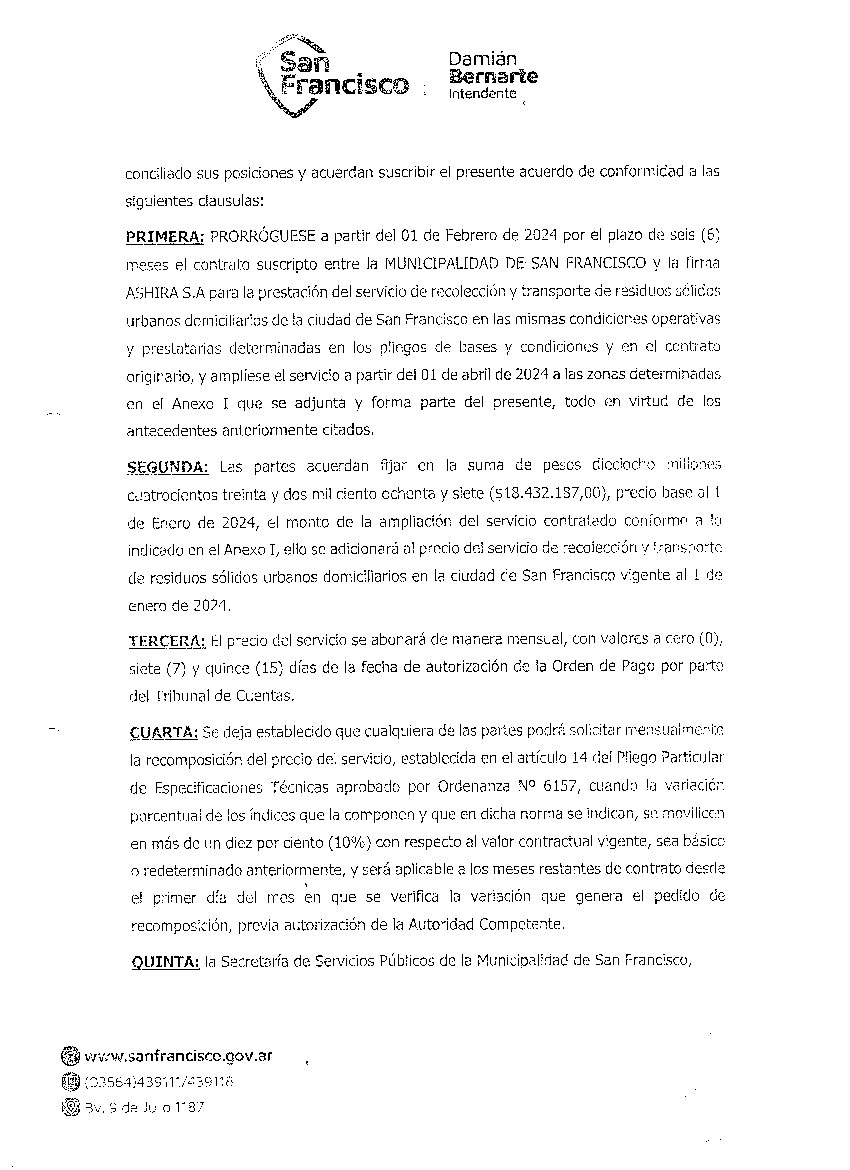 San
Francisco
Damián
Bernarte
Intendente
conciliado sus posiciones y acuerdan suscribir el presente acuerdo de conformidad a las
siguientes clausulas:
PRIMERA: PRORRÓGUESE a partir del 01 de Febrero de 2024 por el plazo de seis (6)
meses el contrato suscripto entre la MUNICIPALIDAD DE SAN FRANCISCO y la firma
ASHIRA S.A para la prestación del servicio de recolección y transporte de residuos sólidos
urbanos domiciliarios de la ciudad de San Francisco en las mismas condiciones operativas
y prestatarias determinadas en los pliegos de bases y condiciones y en el contrato
originario, y amplíese el servicio a partir del 01 de abril de 2024 a las zonas determinadas
en el Anexo I que se adjunta y forma parte del presente, todo en virtud de los
antecedentes anteriormente citados.
SEGUNDA: Las partes acuerdan fijar en la suma de pesos dieciocho millones
cuatrocientos treinta y dos mil ciento ochenta y siete ($18.432.187,00), precio base al 1
de Enero de 2024, el monto de la ampliación del servicio contratado conforme a lo
indicado en el Anexo I, ello se adicionará al precio del servicio de recolección y transporte
de residuos sólidos urbanos domiciliarios en la ciudad de San Francisco vigente al 1 de
enero de 2024.
TERCERA: El precio del servicio se abonará de manera mensual, con valores a cero (0),
siete (7) y quince (15) días de la fecha de autorización de la Orden de Pago por parte
del Tribunal de Cuentas.
CUARTA: Se deja establecido que cualquiera de las partes podrá solicitar mensualmente
la recomposición del precio del servicio, establecida en el artículo 14 del Pliego Particular
de Especificaciones Técnicas aprobado por Ordenanza Nº 6157, cuando la variación
porcentual de los índices que la componen y que en dicha norma se indican, se movilicen
en más de un diez por ciento (10%) con respecto al valor contractual vigente, sea básico
o redeterminado anteriormente, y será aplicable a los meses restantes de contrato desde
el primer día del mes en que se verifica la variación que genera el pedido de
recomposición, previa autorización de la Autoridad Competente.
QUINTA: la Secretaría de Servicios Públicos de la Municipalidad de San Francisco,
www.sanfrancisco.gov.ar
(03564)439111/439118
Bv. 9 de Julio 1187